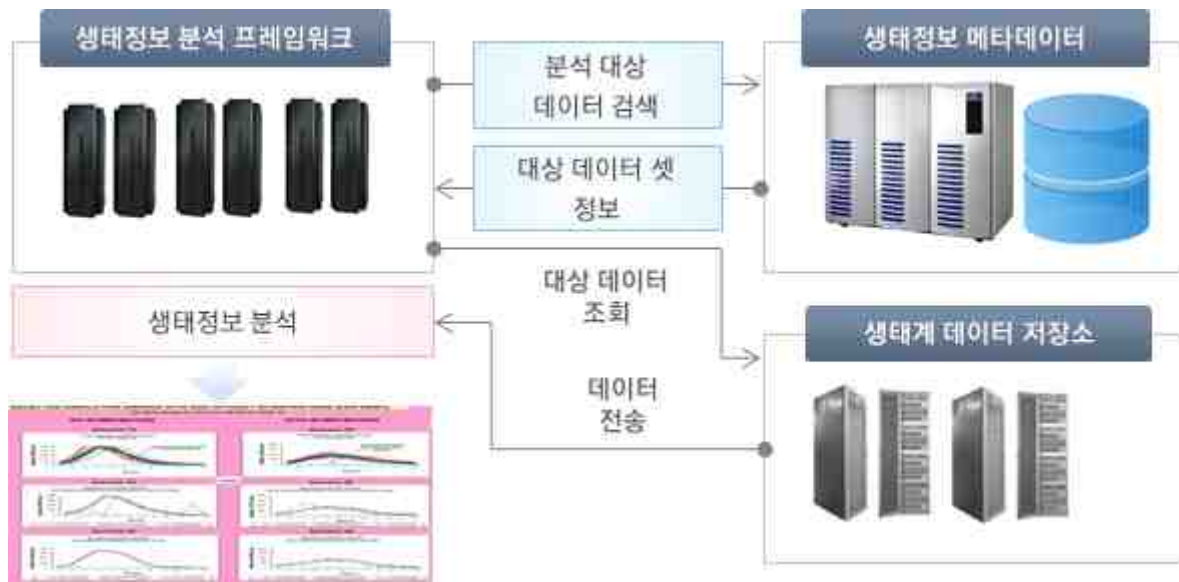 생태정보 분석 프레임워크
생태정보 메타데이터
분석 대상
데이터 검색
대상 데이터 셋
정보
대상 데이터
조회
생태정보 분석
생태계 데이터 저장소
데이터
전송